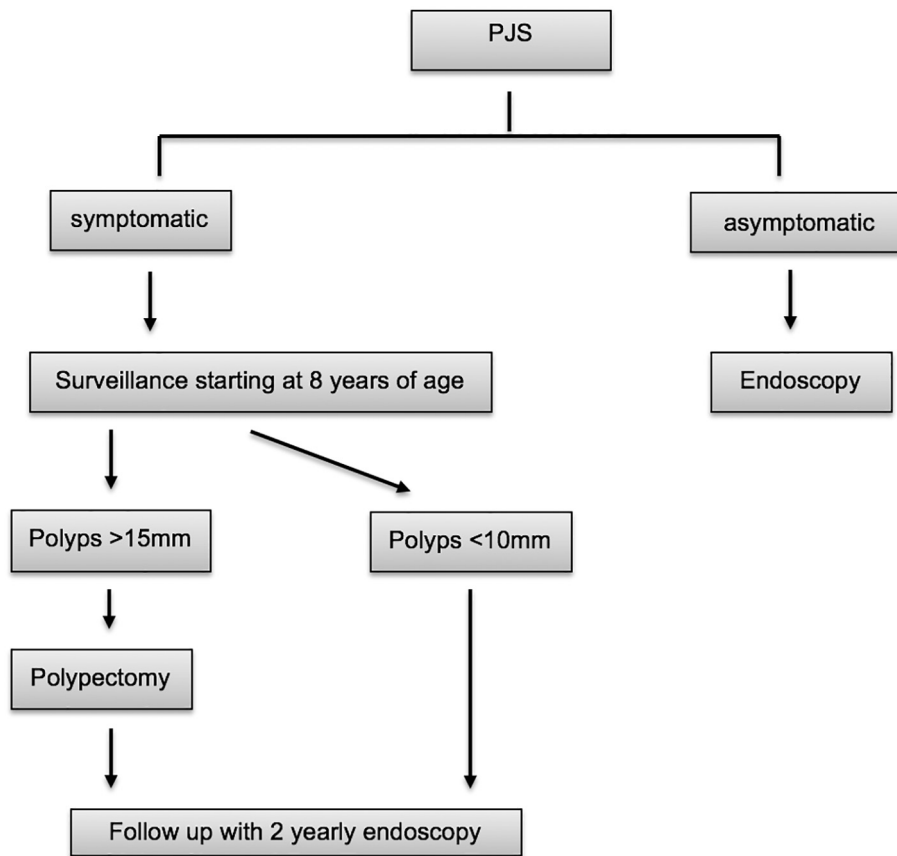 PJS
symptomatic
asymptomatic
Surveillance starting at 8 years of age
Endoscopy
Polyps >15mm
Polyps <10mm
Polypectomy
Follow up with 2 yearly endoscopy